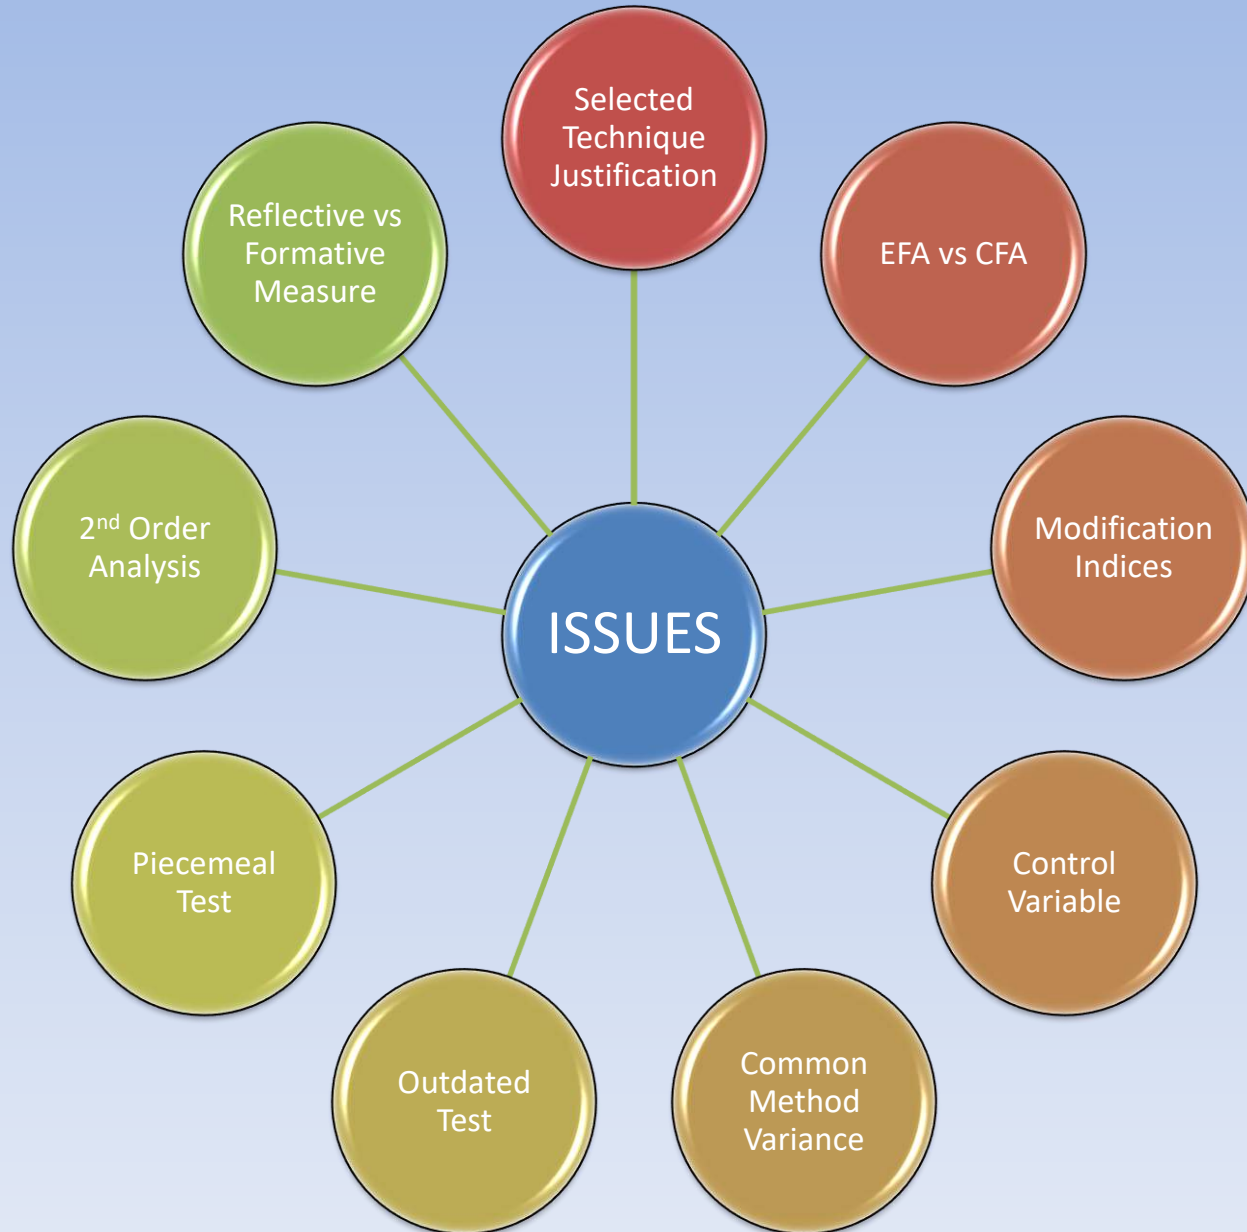 Selected
Technique
Justification
EFA vs CFA
Modification
Indices
Control
Variable
Common
Method
Variance
Outdated
Test
Piecemeal
Test
2nd Order
Analysis
Reflective vs
Formative
Measure
ISSUES